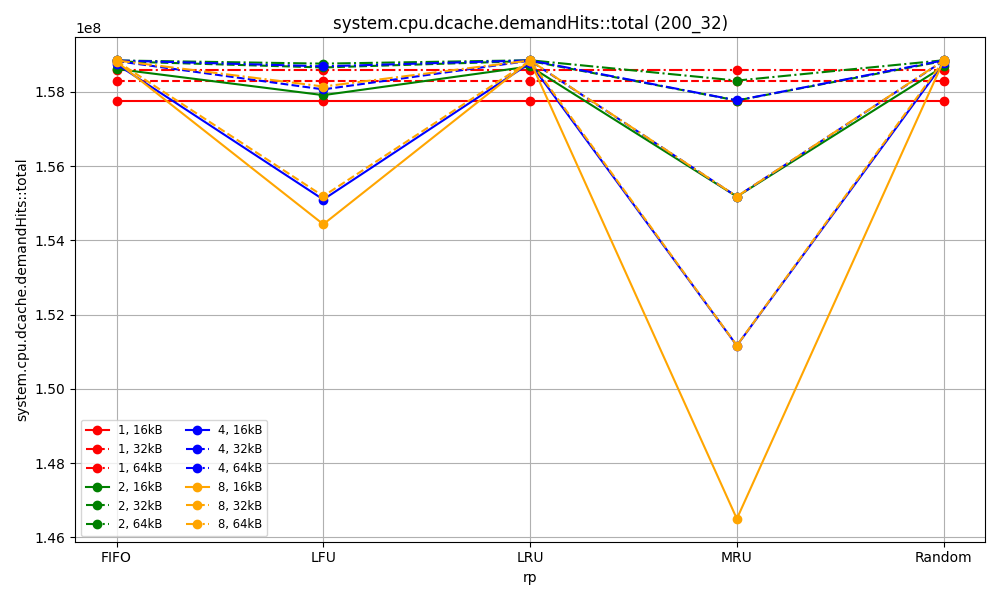 system.cpu.dcache.demandHits::total (200_32)
1e8
1.58
1.56
1.54
1.52
1.50
1.48
1.46
system.cpu.dcache.demandHits::total
1, 16kB
1, 32kB
1, 64kB
2, 16kB
2, 32kB
2, 64kB
4, 16kB
4, 32kB
4, 64kB
8, 16kB
8, 32kB
8, 64kB
FIFO LFU LRU MRU Random
rp